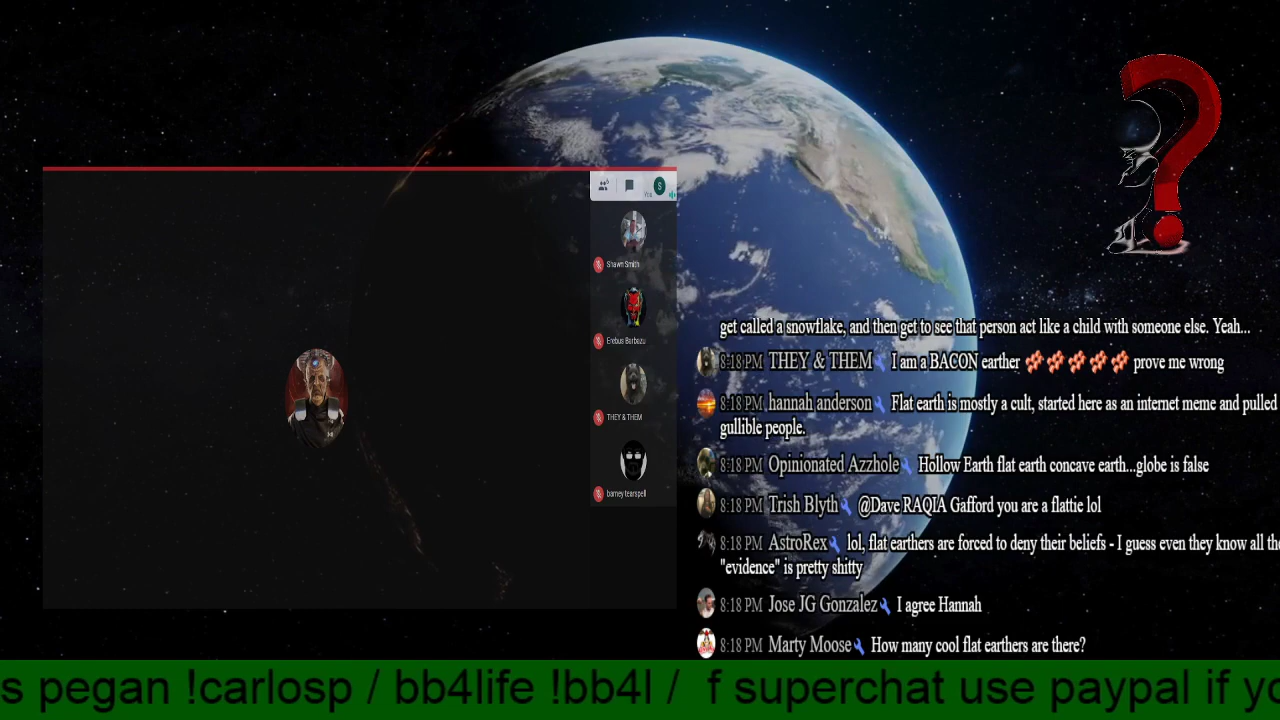 You
S
Shawn Smith
Erebus Barbazu
THEY & THEM
barney tearspell
get called a snowflake, and then get to see that person act like a child with someone else. Yeah...
8:18 PM THEY & THEM I am a BACON earther 🥓🥓🥓🥓🥓 prove me wrong
8:18 PM hannah anderson Flat earth is mostly a cult, started here as an internet meme and pulled
gullible people.
8:18 PM Opinionated Azzhole Hollow Earth flat earth concave earth...globe is false
8:18 PM Trish Blyth @Dave RAQIA Gafford you are a flattie lol
8:18 PM AstroRex lol, flat earthers are forced to deny their beliefs - I guess even they know all the
"evidence" is pretty shitty
8:18 PM Jose JG Gonzalez I agree Hannah
8:18 PM Marty Moose How many cool flat earthers are there?
s pegan !carlosp / bb4life !bb4l / f superchat use paypal if yo